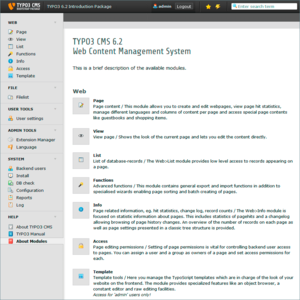 TYPO3 CMS
TYPO3 6.2 Introduction Package
admin
Logout
Enter search term
WEB
Page
View
List
Functions
Info
Access
Template
FILE
Filelist
USER TOOLS
User settings
ADMIN TOOLS
Extension Manager
Language
SYSTEM
Backend users
Install
DB check
Configuration
Reports
Log
HELP
About TYPO3 CMS
TYPO3 Manual
About Modules
TYPO3 CMS 6.2
Web Content Management System
This is a brief description of the available modules.
Web
Page
Page content / This module allows you to create and edit webpages, view page hit statistics,
manage different languages and columns of content per page and access special page contents
like guestbooks and shopping items.
View
View page / Shows the look of the current page and lets you edit the content directly.
List
List of database-records / The Web>List module provides low level access to records appearing on
a page.
Functions
Advanced functions / This module contains general export and import functions in addition to
specialized wizards enabling page sorting and batch-creating of pages.
Info
Page related information, eg. hit statistics, change log, record counts / The Web>Info module is
focused on statistic information about pages. This includes statistics of pagehits and a changelog
allowing browsing of page history changes. An overview of the number of records on each page as
well as page settings presented in a classic tree structure is provided.
Access
Page editing permissions / Setting of page permissions is vital for controlling backend user access
to pages. You can assign a user and a group as owners of a page and set access permissions for
each.
Template
Template tools / Here you manage the TypoScript templates which are in charge of the look of your
website on the frontend. The module provides specialized features like an object browser, a
constant editor and new editing facilities.
Access for 'admin' users only!